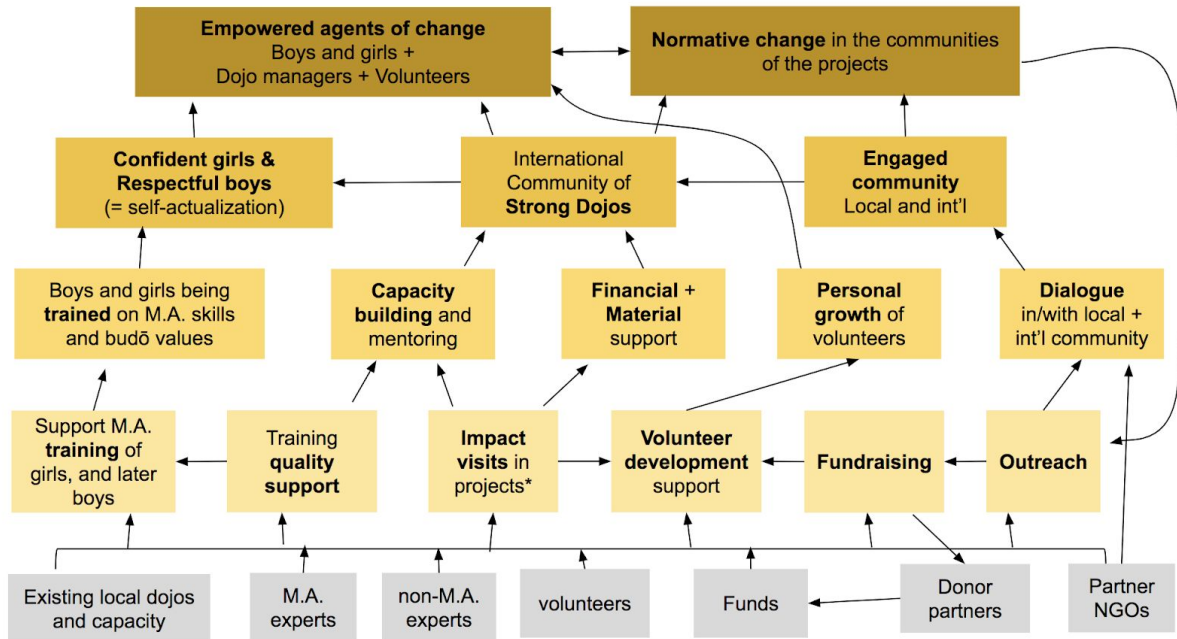 Empowered agents of change
Boys and girls +
Dojo managers + Volunteers
Normative change in the communities
of the projects
Confident girls &
Respectful boys
(= self-actualization)
International
Community of
Strong Dojos
Engaged
community
Local and int'l
Boys and girls being
trained on M.A. skills
and budō values
Capacity
building and
mentoring
Financial +
Material
support
Personal
growth of
volunteers
Dialogue
in/with local +
int'l community
Support M.A.
training of
girls, and later
boys
Training
quality
support
Impact
visits in
projects*
Volunteer
development
support
Fundraising
Outreach
Existing local dojos
and capacity
M.A.
experts
non-M.A.
experts
volunteers
Funds
Donor
partners
Partner
NGOs